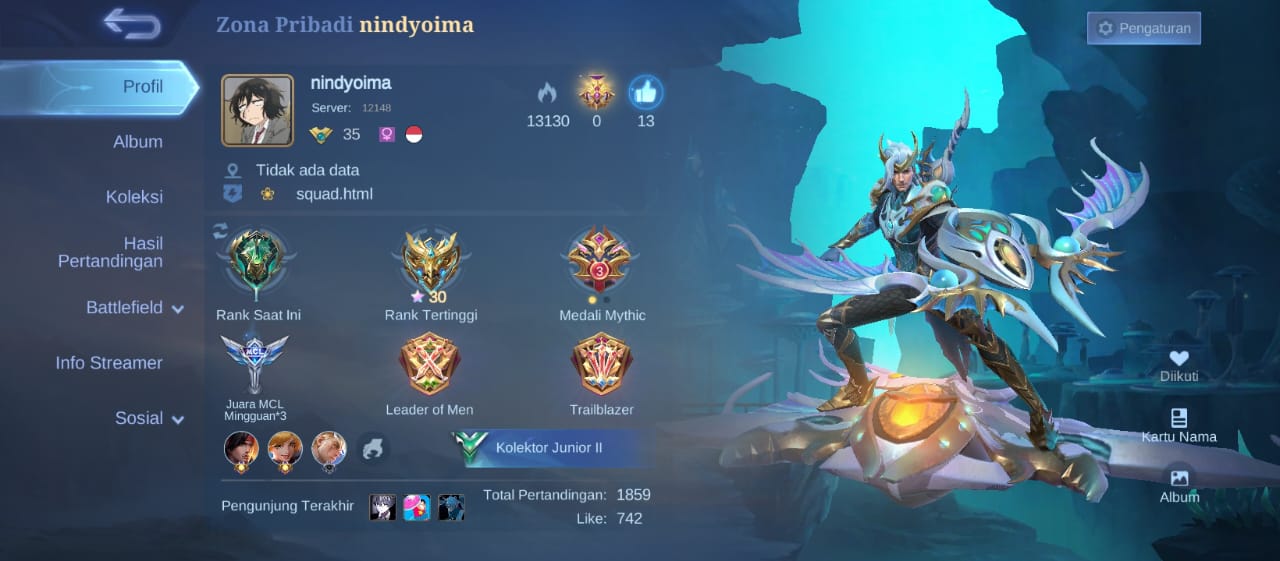 Zona Pribadi nindyoima
Pengaturan
Profil
Album
Koleksi
Hasil
Pertandingan
Battlefield
Info Streamer
Sosial
nindyoima
Server: 12148
35
13130
0
13
Tidak ada data
squad.html
Rank Saat Ini
30
Rank Tertinggi
3
Medali Mythic
MCL
Juara MCL
Mingguan*3
Leader of Men
Trailblazer
Kolektor Junior II
Pengunjung Terakhir
Total Pertandingan: 1859
Like: 742
Diikuti
Kartu Nama
Album